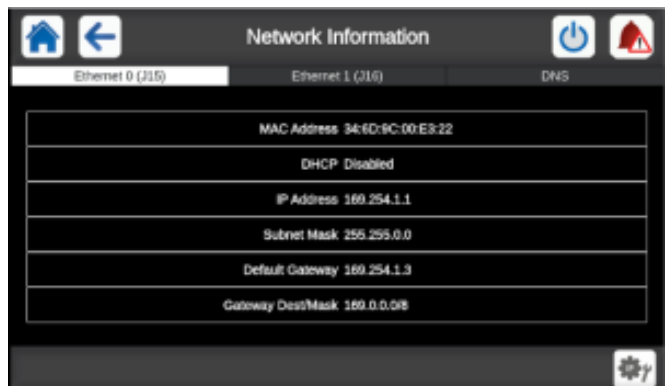 Network Information
Ethernet 0 (J15) Ethernet 1 (J16) DNS
MAC Address 34:6D:9C:00:E3:22
DHCP Disabled
IP Address 169.254.1.1
Subnet Mask 255.255.0.0
Default Gateway 169.254.1.3
Gateway Dest/Mask 169.0.0.0/8